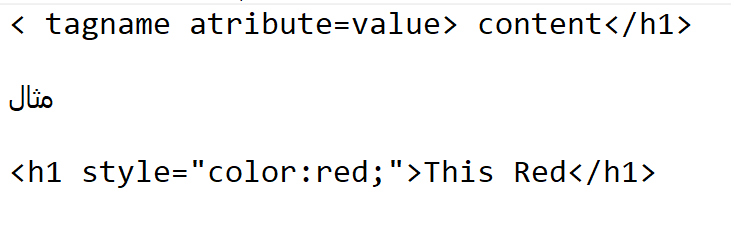 < tagname atribute=value> content</h1>
مثال
<h1 style="color:red;">This Red</h1>